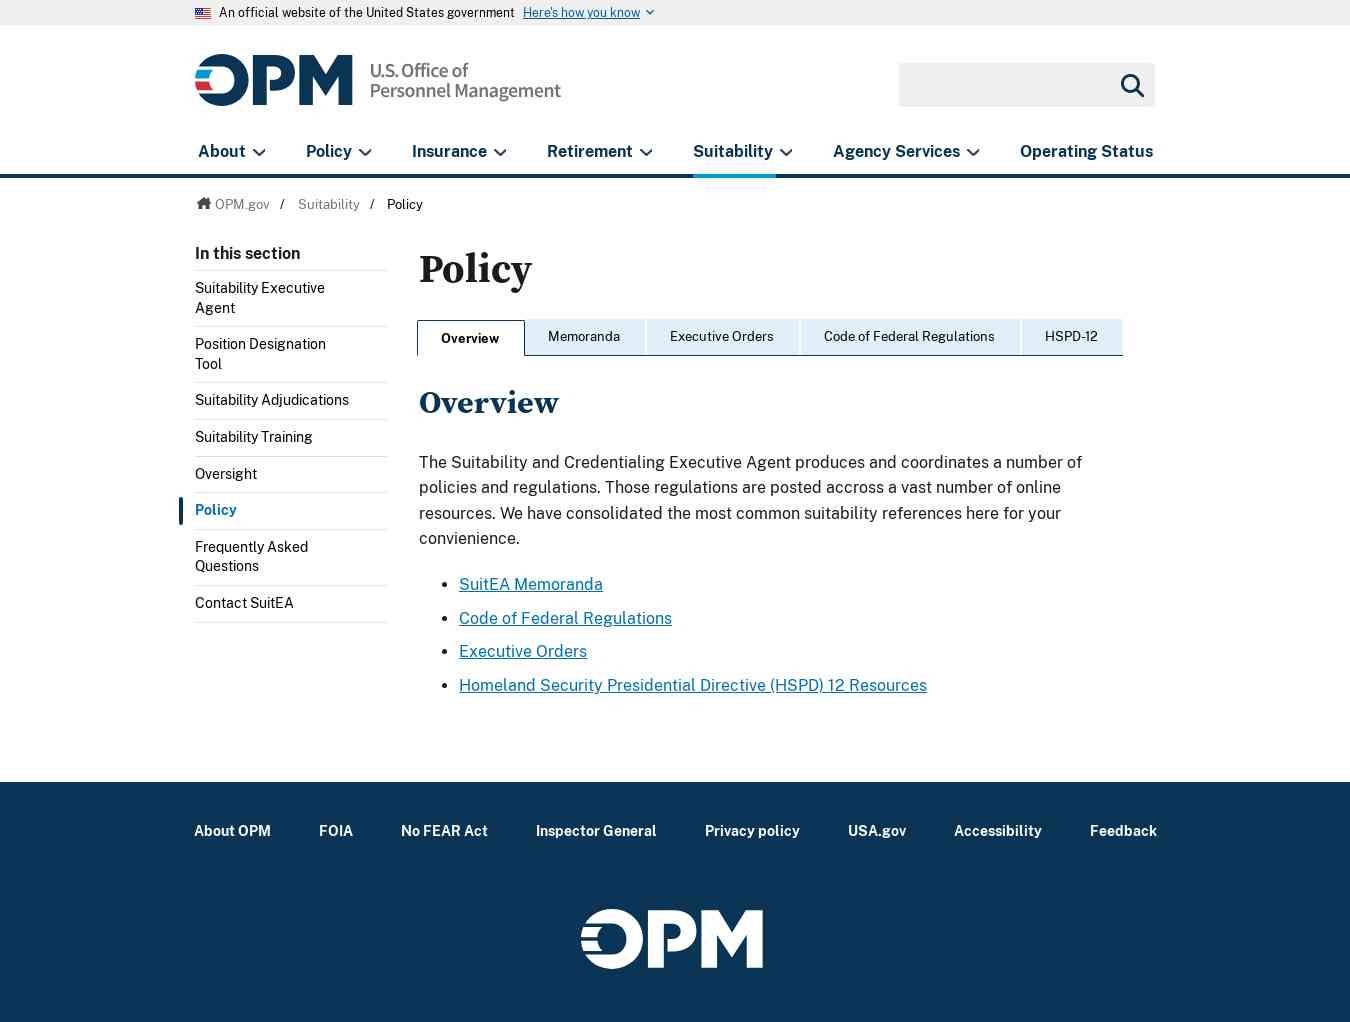 An official website of the United States government Here's how you know
OPM U.S. Office of
Personnel Management
About Policy Insurance Retirement Suitability Agency Services Operating Status
OPM.gov / Suitability / Policy
In this section
Suitability Executive
Agent
Position Designation
Tool
Suitability Adjudications
Suitability Training
Oversight
Policy
Frequently Asked
Questions
Contact SuitEA
Policy
Overview Memoranda Executive Orders Code of Federal Regulations HSPD-12
Overview
The Suitability and Credentialing Executive Agent produces and coordinates a number of
policies and regulations. Those regulations are posted accross a vast number of online
resources. We have consolidated the most common suitability references here for your
convienience.
• SuitEA Memoranda
• Code of Federal Regulations
• Executive Orders
• Homeland Security Presidential Directive (HSPD) 12 Resources
About OPM FOIA No FEAR Act Inspector General Privacy policy USA.gov Accessibility Feedback
OPM